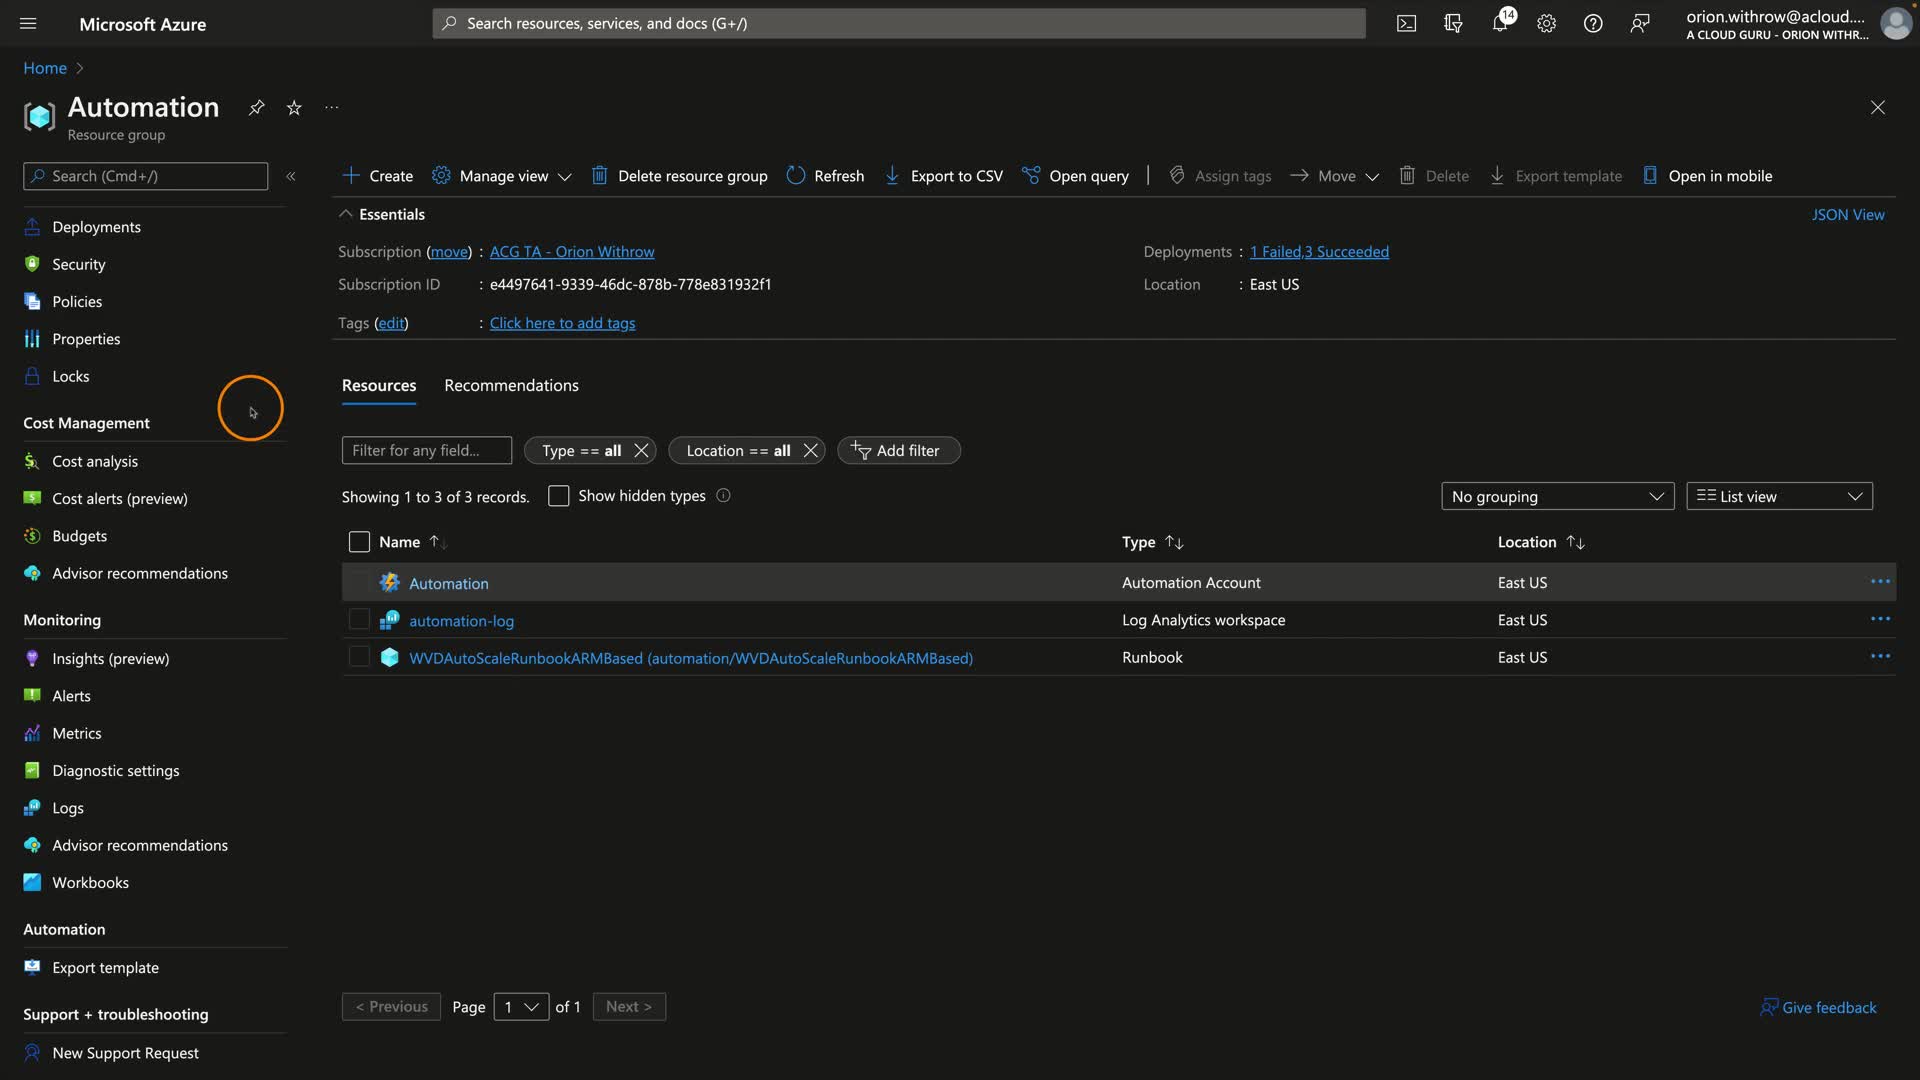 Microsoft Azure
Search resources, services, and docs (G+/)
14
orion.withrow@acloud....
A CLOUD GURU - ORION WITHR...
Home
Automation
...
Resource group
Search (Cmd+/)
«
Create
Manage view
Delete resource group
Refresh
Export to CSV
Open query
Assign tags
Move
Delete
Export template
Open in mobile
Essentials
JSON View
Subscription (move) : ACG TA - Orion Withrow
Deployments : 1 Failed,3 Succeeded
Subscription ID : e4497641-9339-46dc-878b-778e831932f1
Location : East US
Tags (edit) : Click here to add tags
Deployments
Security
Policies
Properties
Locks
Cost Management
Cost analysis
Cost alerts (preview)
Budgets
Advisor recommendations
Monitoring
Insights (preview)
Alerts
Metrics
Diagnostic settings
Logs
Advisor recommendations
Workbooks
Automation
Export template
Support + troubleshooting
New Support Request
Resources
Recommendations
Filter for any field...
Type == all
Location == all
Add filter
Showing 1 to 3 of 3 records.
Show hidden types
No grouping
List view
Name
Type
Location
Automation
Automation Account
East US
automation-log
Log Analytics workspace
East US
WVDAutoScaleRunbookARMBased (automation/WVDAutoScaleRunbookARMBased)
Runbook
East US
< Previous
Page 1 of 1
Next >
Give feedback